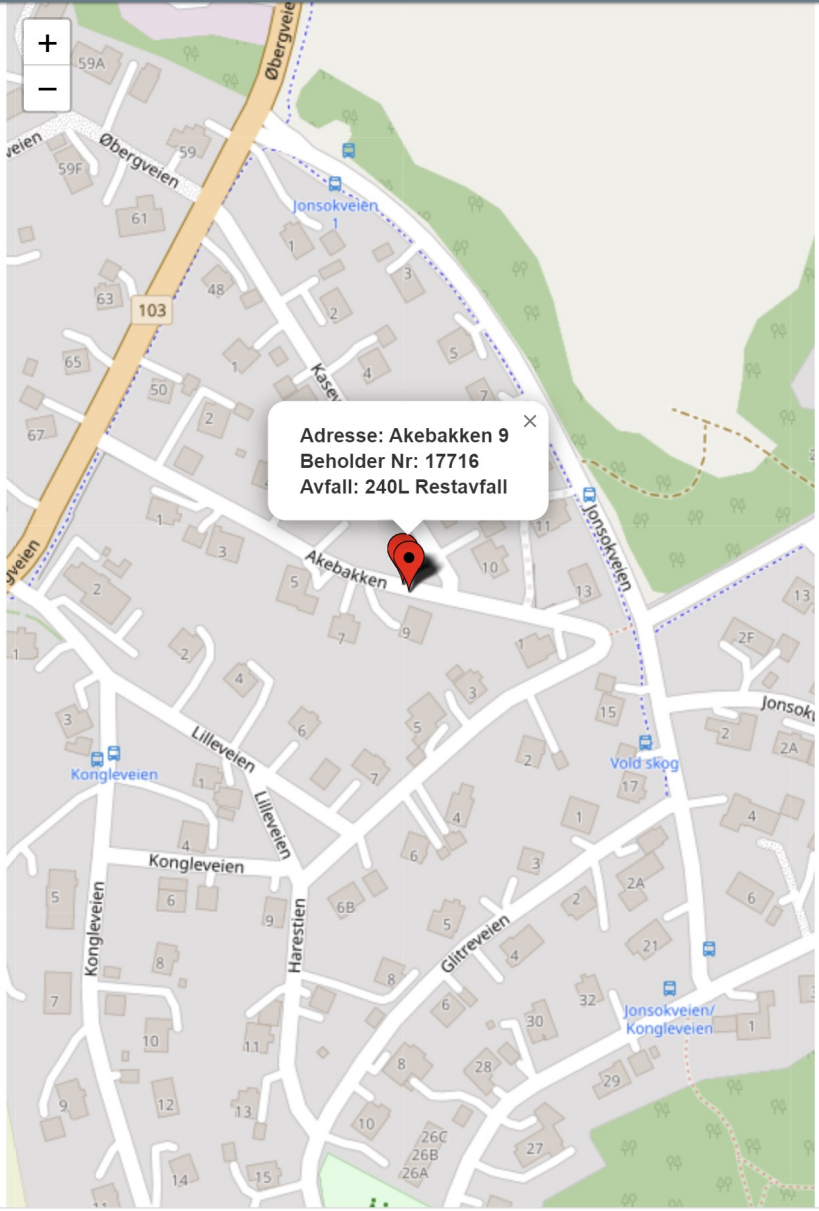 +
−
59A
Øbergveie
veien
Øbergveien
59
59F
61
Jonsokveien
1
1
3
63
48
2
103
65
1
4
5
50
Kasev
7
2
67
Adresse: Akebakken 9
Beholder Nr: 17716
Avfall: 240L Restavfall
×
1
3
11
Jonsokveien
gveien
Akebakken
10
2
5
13
13
1
7
9
2
1
2F
4
3
3
15
Jonsokv
6
5
2
2A
Lilleveien
2
Vold skog
Kongleveien
7
1
17
Lilleveien
4
1
4
4
Kongleveien
6
3
2A
5
6
6B
2
6
9
5
Kongleveien
Harestien
Glitreveien
21
4
8
8
7
6
32
Jonsokveien/
Kongleveien
30
1
10
11
8
28
29
9
12
13
10
26C
27
26B
26A
14
15
11